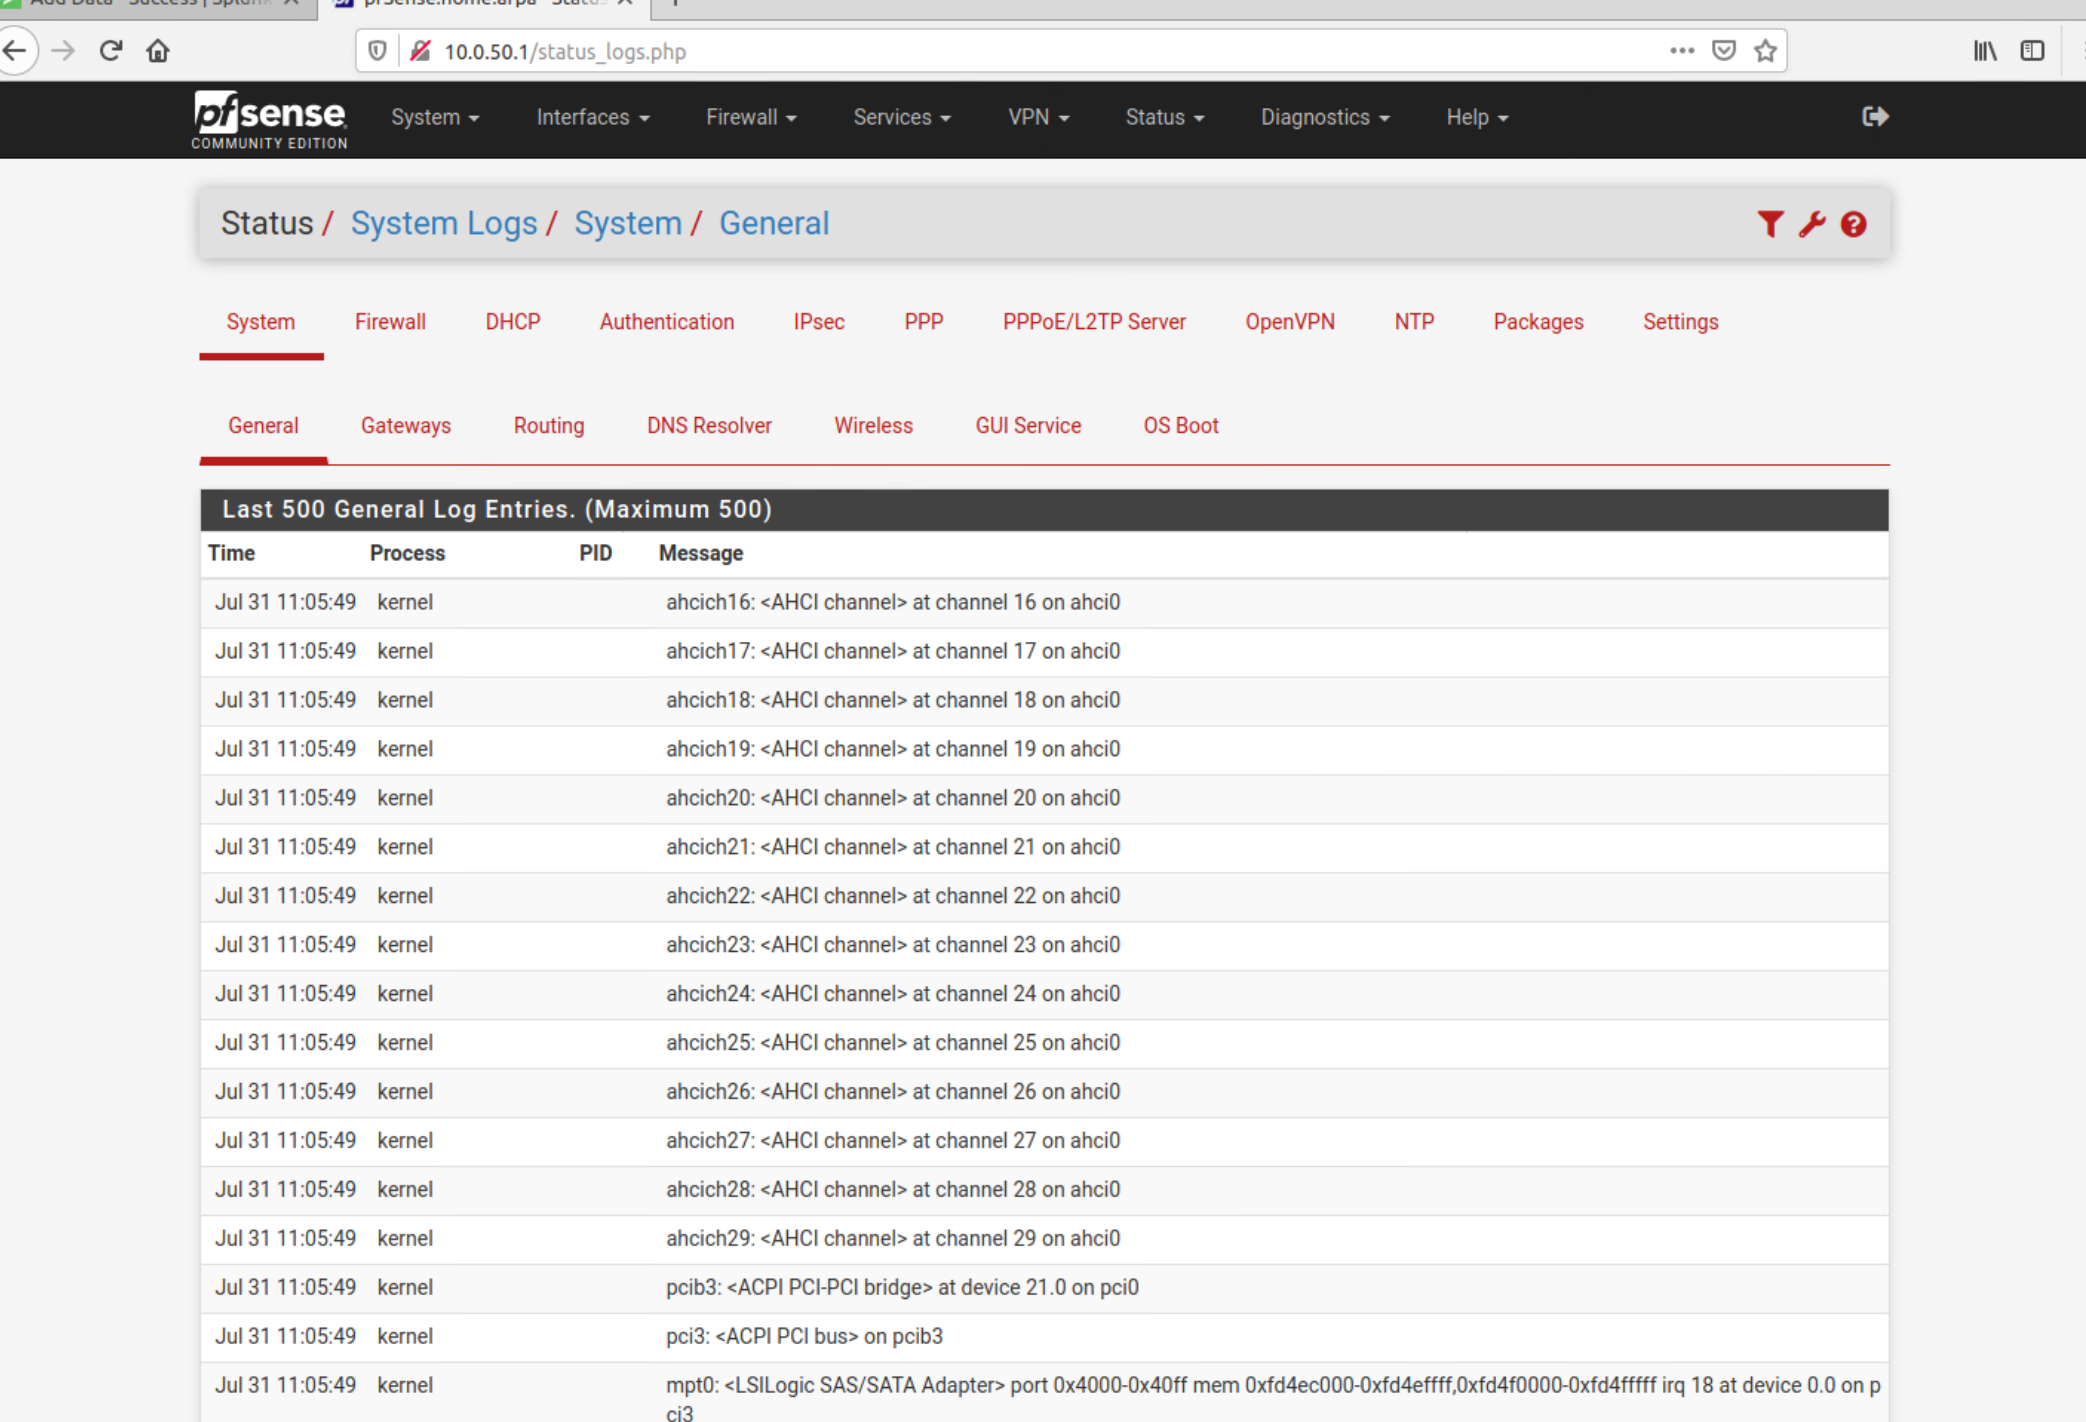 Add Data - Success | Splunk
pfSense.home.arpa - Status
10.0.50.1/status_logs.php
pfsense
COMMUNITY EDITION
System
Interfaces
Firewall
Services
VPN
Status
Diagnostics
Help
Status / System Logs / System / General
System
Firewall
DHCP
Authentication
IPsec
PPP
PPPoE/L2TP Server
OpenVPN
NTP
Packages
Settings
General
Gateways
Routing
DNS Resolver
Wireless
GUI Service
OS Boot
Last 500 General Log Entries. (Maximum 500)
Time Process PID Message
Jul 31 11:05:49 kernel ahcich16: <AHCI channel> at channel 16 on ahci0
Jul 31 11:05:49 kernel ahcich17: <AHCI channel> at channel 17 on ahci0
Jul 31 11:05:49 kernel ahcich18: <AHCI channel> at channel 18 on ahci0
Jul 31 11:05:49 kernel ahcich19: <AHCI channel> at channel 19 on ahci0
Jul 31 11:05:49 kernel ahcich20: <AHCI channel> at channel 20 on ahci0
Jul 31 11:05:49 kernel ahcich21: <AHCI channel> at channel 21 on ahci0
Jul 31 11:05:49 kernel ahcich22: <AHCI channel> at channel 22 on ahci0
Jul 31 11:05:49 kernel ahcich23: <AHCI channel> at channel 23 on ahci0
Jul 31 11:05:49 kernel ahcich24: <AHCI channel> at channel 24 on ahci0
Jul 31 11:05:49 kernel ahcich25: <AHCI channel> at channel 25 on ahci0
Jul 31 11:05:49 kernel ahcich26: <AHCI channel> at channel 26 on ahci0
Jul 31 11:05:49 kernel ahcich27: <AHCI channel> at channel 27 on ahci0
Jul 31 11:05:49 kernel ahcich28: <AHCI channel> at channel 28 on ahci0
Jul 31 11:05:49 kernel ahcich29: <AHCI channel> at channel 29 on ahci0
Jul 31 11:05:49 kernel pcib3: <ACPI PCI-PCI bridge> at device 21.0 on pci0
Jul 31 11:05:49 kernel pci3: <ACPI PCI bus> on pcib3
Jul 31 11:05:49 kernel mpt0: <LSILogic SAS/SATA Adapter> port 0x4000-0x40ff mem 0xfd4ec000-0xfd4effff,0xfd4f0000-0xfd4fffff irq 18 at device 0.0 on p
ci3